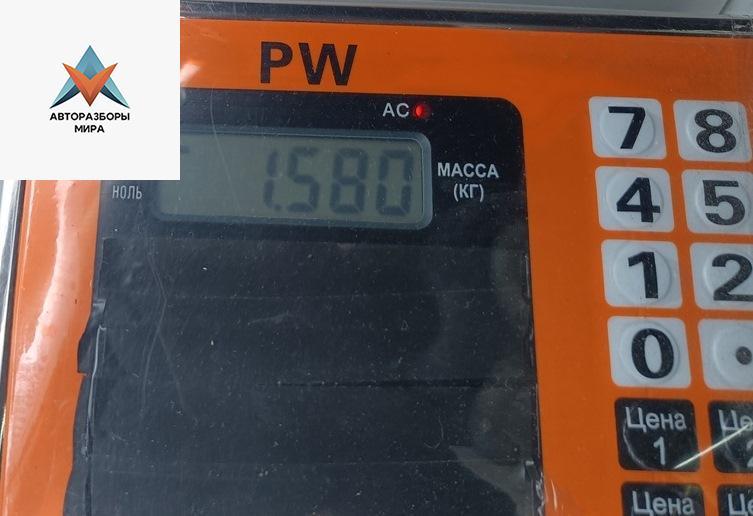 PW
АВТОРАЗБОРЫ
МИРА
AC
1.580
МАССА
(КГ)
НОЛЬ
7 8
4 5
1 2
0 .
Цена
1
Цена